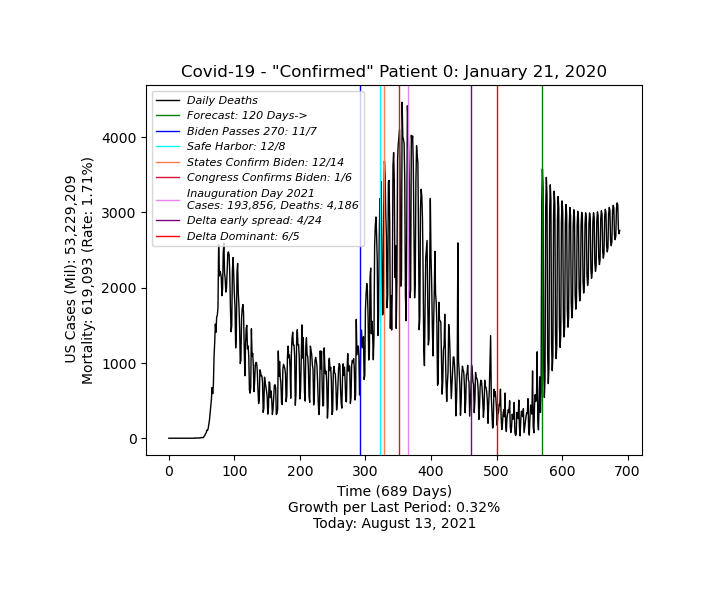 Covid-19 - "Confirmed" Patient 0: January 21, 2020
Daily Deaths
Forecast: 120 Days->
Biden Passes 270: 11/7
Safe Harbor: 12/8
States Confirm Biden: 12/14
Congress Confirms Biden: 1/6
Inauguration Day 2021
Cases: 193,856, Deaths: 4,186
Delta early spread: 4/24
Delta Dominant: 6/5
US Cases (Mil): 53,229,209
Mortality: 619,093 (Rate: 1.71%)
4000
3000
2000
1000
0
0 100 200 300 400 500 600 700
Time (689 Days)
Growth per Last Period: 0.32%
Today: August 13, 2021